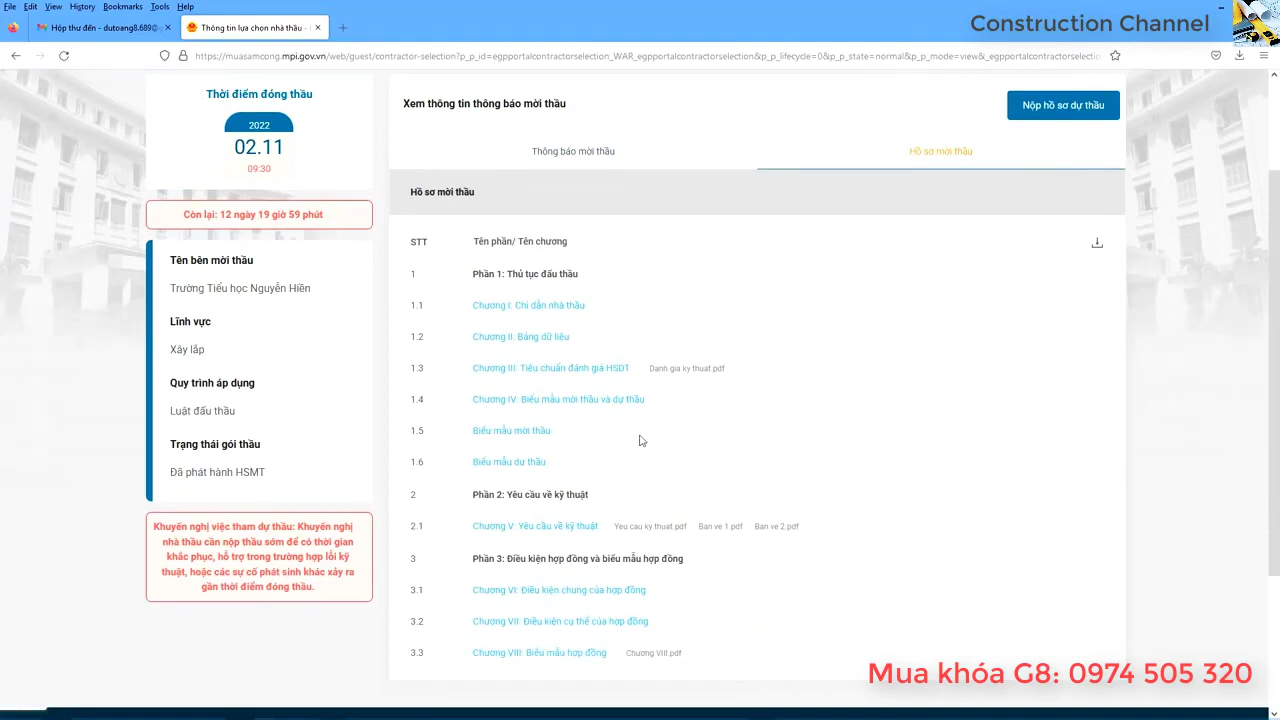 File Edit View History Bookmarks Tools Help
Hộp thư đến - dutoang8.689@g
Thông tin lựa chọn nhà thầu -
Construction Channel
https://muasamcong.mpi.gov.vn/web/guest/contractor-selection?p_p_id=egpportalcontractorselection_WAR_egpportalcontractorselection&p_p_lifecycle=0&p_p_state=normal&p_p_mode=view&_egpportalcontractorselectio
Thời điểm đóng thầu
2022
02.11
09:30
Còn lại: 12 ngày 19 giờ 59 phút
Tên bên mời thầu
Trường Tiểu học Nguyễn Hiền
Lĩnh vực
Xây lắp
Quy trình áp dụng
Luật đấu thầu
Trạng thái gói thầu
Đã phát hành HSMT
Khuyến nghị việc tham dự thầu: Khuyến nghị
nhà thầu cần nộp thầu sớm để có thời gian
khắc phục, hỗ trợ trong trường hợp lỗi kỹ
thuật, hoặc các sự cố phát sinh khác xảy ra
gần thời điểm đóng thầu.
Xem thông tin thông báo mời thầu
Nộp hồ sơ dự thầu
Thông báo mời thầu
Hồ sơ mời thầu
Hồ sơ mời thầu
STT Tên phần/ Tên chương
1 Phần 1: Thủ tục đấu thầu
1.1 Chương I: Chỉ dẫn nhà thầu
1.2 Chương II: Bảng dữ liệu
1.3 Chương III: Tiêu chuẩn đánh giá HSDT Danh gia ky thuat.pdf
1.4 Chương IV: Biểu mẫu mời thầu và dự thầu
1.5 Biểu mẫu mời thầu
1.6 Biểu mẫu dự thầu
2 Phần 2: Yêu cầu về kỹ thuật
2.1 Chương V: Yêu cầu về kỹ thuật Yeu cau ky thuat.pdf Ban ve 1.pdf Ban ve 2.pdf
3 Phần 3: Điều kiện hợp đồng và biểu mẫu hợp đồng
3.1 Chương VI: Điều kiện chung của hợp đồng
3.2 Chương VII: Điều kiện cụ thể của hợp đồng
3.3 Chương VIII: Biểu mẫu hợp đồng Chương VIII.pdf
Mua khóa G8: 0974 505 320